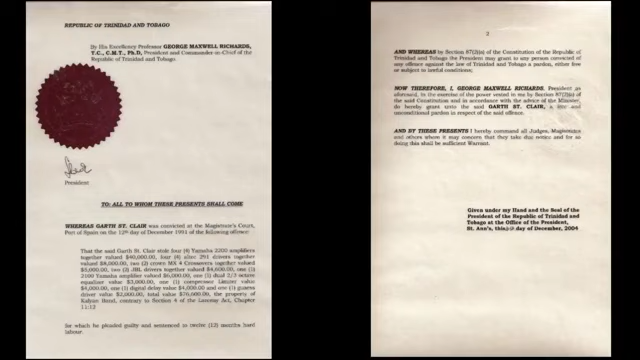 REPUBLIC OF TRINIDAD AND TOBAGO
By His Excellency Professor GEORGE MAXWELL RICHARDS,
T.C., C.M.T., Ph.D, President and Commander-in-Chief of the
Republic of Trinidad and Tobago.
President
TO: ALL TO WHOM THESE PRESENTS SHALL COME
WHEREAS GARTH ST. CLAIR was convicted at the Magistrate's Court,
Port of Spain on the 12th day of December 1991 of the following offence:
That the said Garth St. Clair stole four (4) Yamaha 2200 amplifiers
together valued $40,000.00, four (4) altec 291 drivers together
valued $8,000.00, two (2) crown MX 4 Crossovers together valued
$5,000.00, two (2) JBL drivers together valued $4,600.00, one (1)
2100 Yamaha amplifier valued $6,000.00, one (1) dual 2/3 octave
equalizer value $3,000.00, one (1) compressor Limiter value
$4,000.00, one (1) digital delay value $4,000.00 and one (1)
driver value $2,000.00, total value $76,600.00, the property of
Kalyan Band, contrary to Section 4 of the Larceny Act, Chapter
11:12
for which he pleaded guilty and sentenced to twelve (12) months hard
labour.
2
AND WHEREAS by Section 87(2)(a) of the Constitution of the Republic of
Trinidad and Tobago the President may grant to any person convicted of
any offence against the law of Trinidad and Tobago a pardon, either free
or subject to lawful conditions;
NOW THEREFORE, I, GEORGE MAXWELL RICHARDS, President as
aforesaid, in the exercise of the power vested in me by Section 87(2)(a) of
the said Constitution and in accordance with the advice of the Minister,
do hereby grant unto the said GARTH ST. CLAIR, a free and
unconditional pardon in respect of the said offence.
AND BY THESE PRESENTS I hereby command all Judges, Magistrates
and others whom it may concern, that they take due notice and for so
doing this shall be sufficient Warrant.
Given under my Hand and the Seal of the
President of the Republic of Trinidad and
Tobago at the Office of the President,
St. Ann's, this day of December, 2004